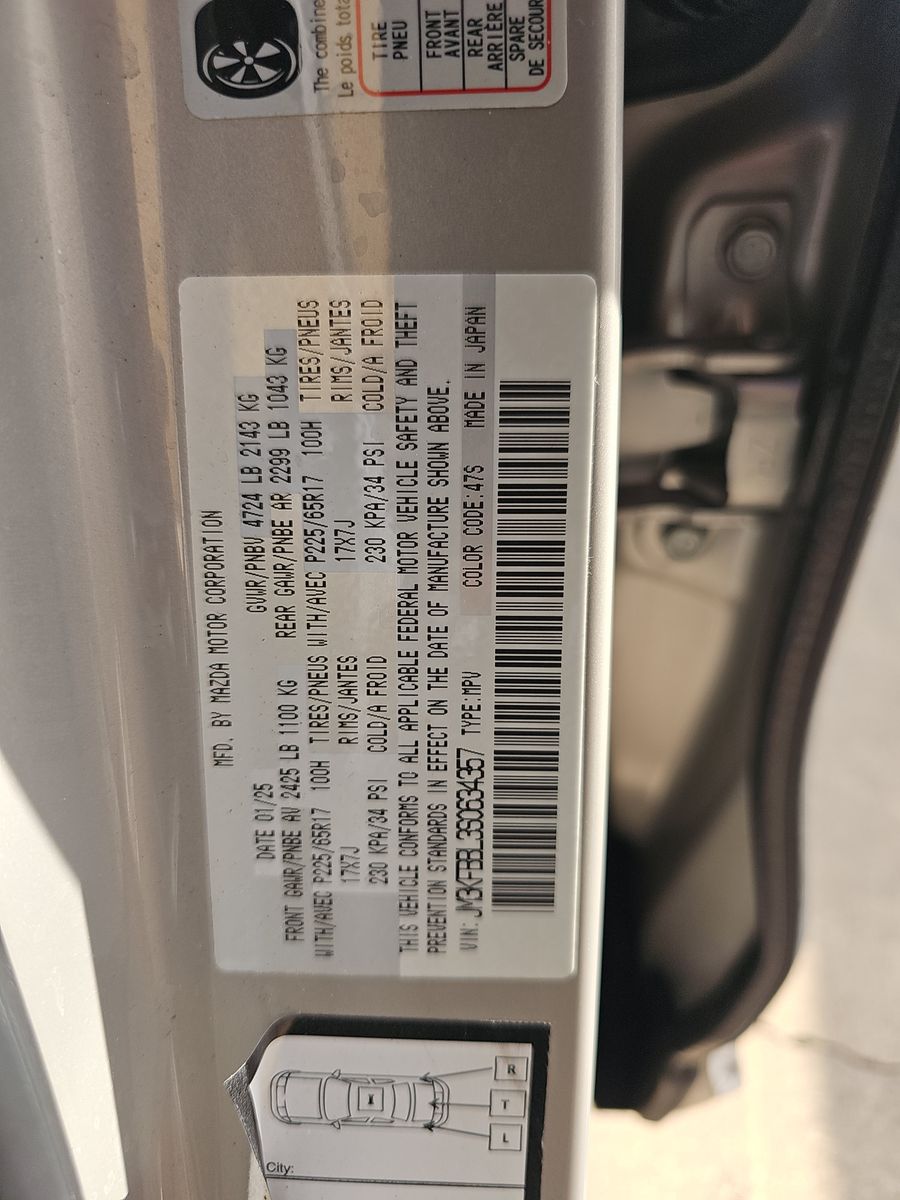 MFD. BY MAZDA MOTOR CORPORATION
DATE 01/25 GVWR/PNBV 4724 LB 2143 KG
FRONT GAWR/PNBE AV 2425 LB 1100 KG REAR GAWR/PNBE AR 2299 LB 1043 KG
WITH/AVEC P225/65R17 100H TIRES/PNEUS WITH/AVEC P225/65R17 100H TIRES/PNEUS
17X7J RIMS/JANTES 17X7J RIMS/JANTES
230 KPA/34 PSI COLD/A FROID 230 KPA/34 PSI COLD/A FROID
THIS VEHICLE CONFORMS TO ALL APPLICABLE FEDERAL MOTOR VEHICLE SAFETY AND THEFT
PREVENTION STANDARDS IN EFFECT ON THE DATE OF MANUFACTURE SHOWN ABOVE.
VIN: JM3KFBBL3S0634357 TYPE:MPV COLOR CODE:47S MADE IN JAPAN
The combine
Le poids, tota
TIRE
PNEU
FRONT
AVANT
REAR
ARRIÈRE
SPARE
DE SECOUR
X
R
T
L
City: